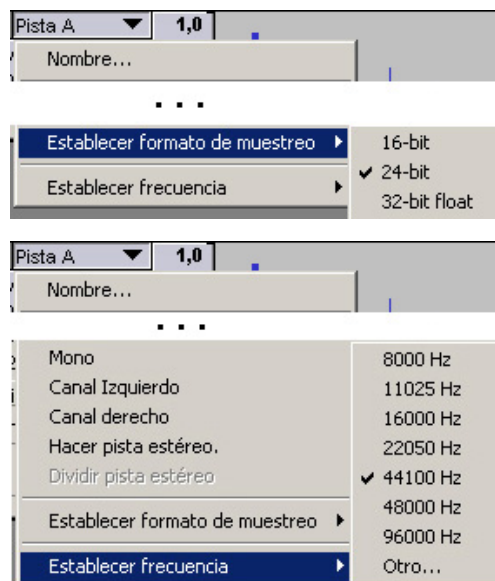 Pista A 1,0
Nombre...
...
Establecer formato de muestreo 16-bit
24-bit
Establecer frecuencia
32-bit float
Pista A 1,0
Nombre...
...
Mono 8000 Hz
Canal Izquierdo 11025 Hz
Canal derecho 16000 Hz
Hacer pista estéreo. 22050 Hz
Dividir pista estéreo 44100 Hz
48000 Hz
Establecer formato de muestreo
96000 Hz
Establecer frecuencia Otro...